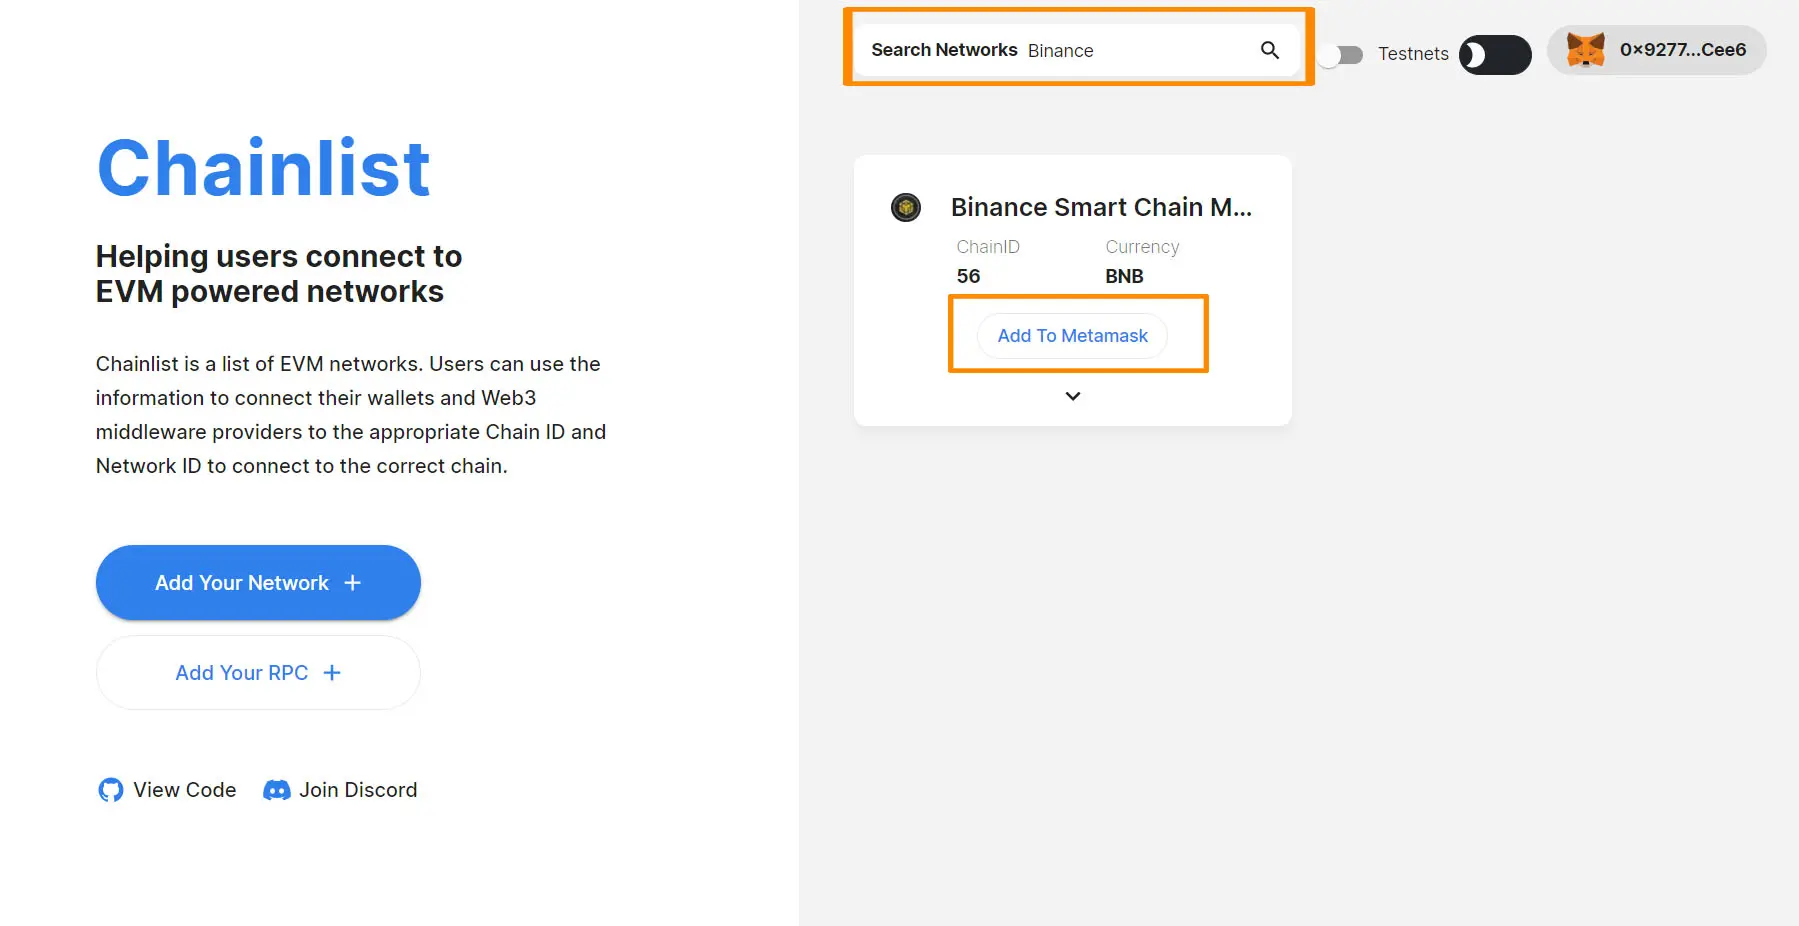 Search Networks Binance
Testnets
0×9277...Cee6
Chainlist
Helping users connect to
EVM powered networks
Chainlist is a list of EVM networks. Users can use the
information to connect their wallets and Web3
middleware providers to the appropriate Chain ID and
Network ID to connect to the correct chain.
Add Your Network +
Add Your RPC +
View Code
Join Discord
Binance Smart Chain M...
ChainID
Currency
56
BNB
Add To Metamask